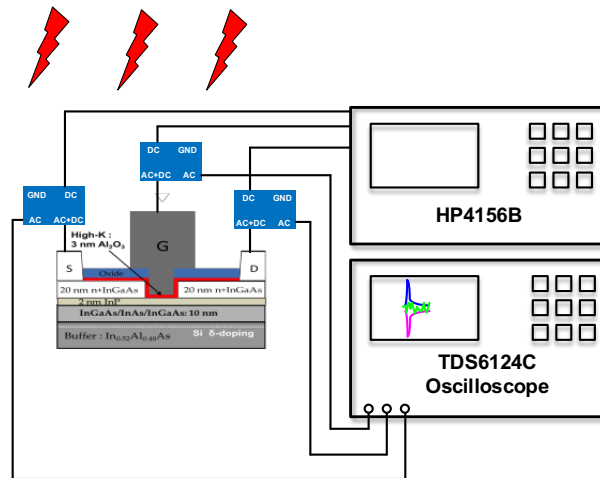 DC GND
AC+DC AC
GND DC
AC AC+DC
DC GND
AC+DC AC
HP4156B
High-K :
3 nm Al₂O₃
G
S
D
Oxide
20 nm n+InGaAs
20 nm n+InGaAs
2 nm InP
InGaAs/InAs/InGaAs: 10 nm
Si δ-doping
Buffer : In₀.₅₂Al₀.₄₈As
TDS6124C
Oscilloscope